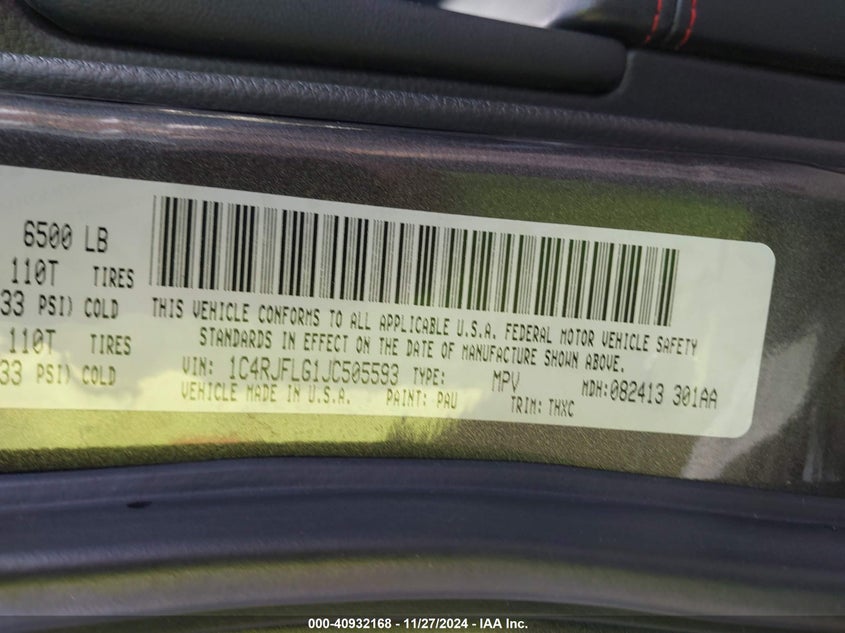 6500 LB
110T TIRES
33 PSI) COLD
110T TIRES
33 PSI) COLD
THIS VEHICLE CONFORMS TO ALL APPLICABLE U.S.A. FEDERAL MOTOR VEHICLE SAFETY
STANDARDS IN EFFECT ON THE DATE OF MANUFACTURE SHOWN ABOVE.
VIN: 1C4RJFLG1JC505593 TYPE: MPV MDH:082413 301AA
VEHICLE MADE IN U.S.A. PAINT: PAU TRIM: THXC
000-40932168 - 11/27/2024 - IAA Inc.